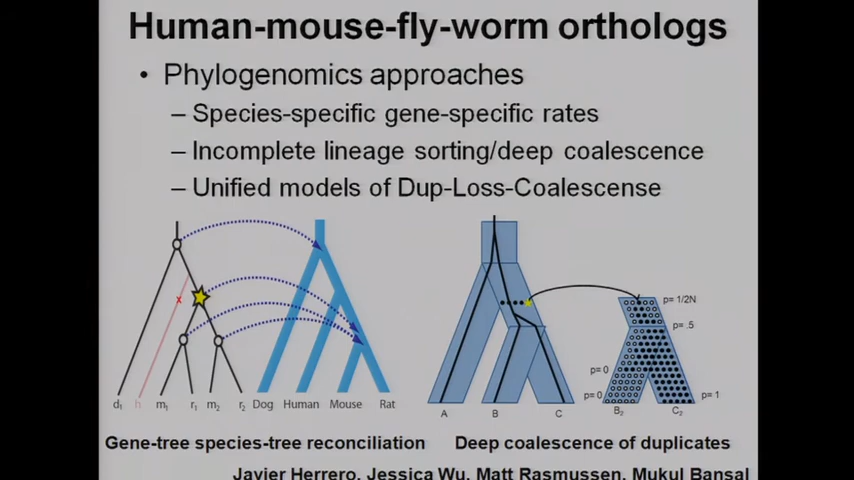 Human-mouse-fly-worm orthologs
• Phylogenomics approaches
– Species-specific gene-specific rates
– Incomplete lineage sorting/deep coalescence
– Unified models of Dup-Loss-Coalescense
p= 1/2N
x
p= .5
p= 0
p= 0
p= 1
d1 h m1 r1 m2 r2 Dog Human Mouse Rat
A B C B2 C2
Gene-tree species-tree reconciliation
Deep coalescence of duplicates
Javier Herrero, Jessica Wu, Matt Rasmussen, Mukul Bansal